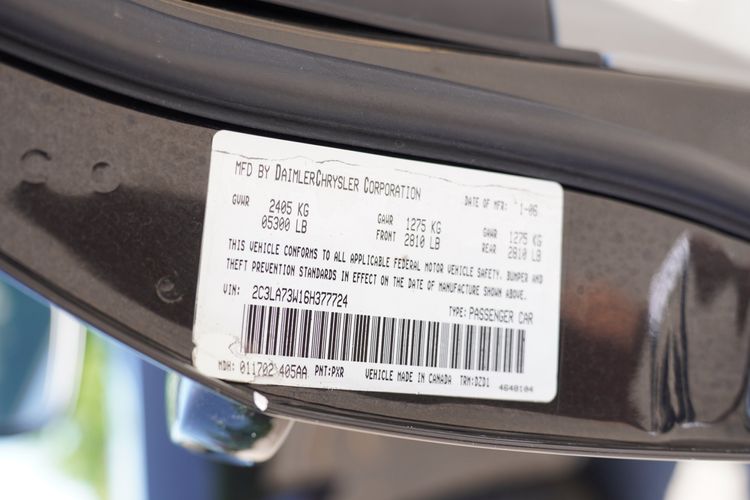 MFD BY DAIMLERCHRYSLER CORPORATION
DATE OF MFR: 1-06
GVWR 2405 KG 05300 LB
GAWR FRONT 1275 KG 2810 LB
GAWR REAR 1275 KG 2810 LB
THIS VEHICLE CONFORMS TO ALL APPLICABLE FEDERAL MOTOR VEHICLE SAFETY, BUMPER AND
THEFT PREVENTION STANDARDS IN EFFECT ON THE DATE OF MANUFACTURE SHOWN ABOVE.
VIN: 2C3LA73W16H377724
TYPE: PASSENGER CAR
MDH: 011702 405AA PNT:PXR VEHICLE MADE IN CANADA TRM:DZD1
4648104